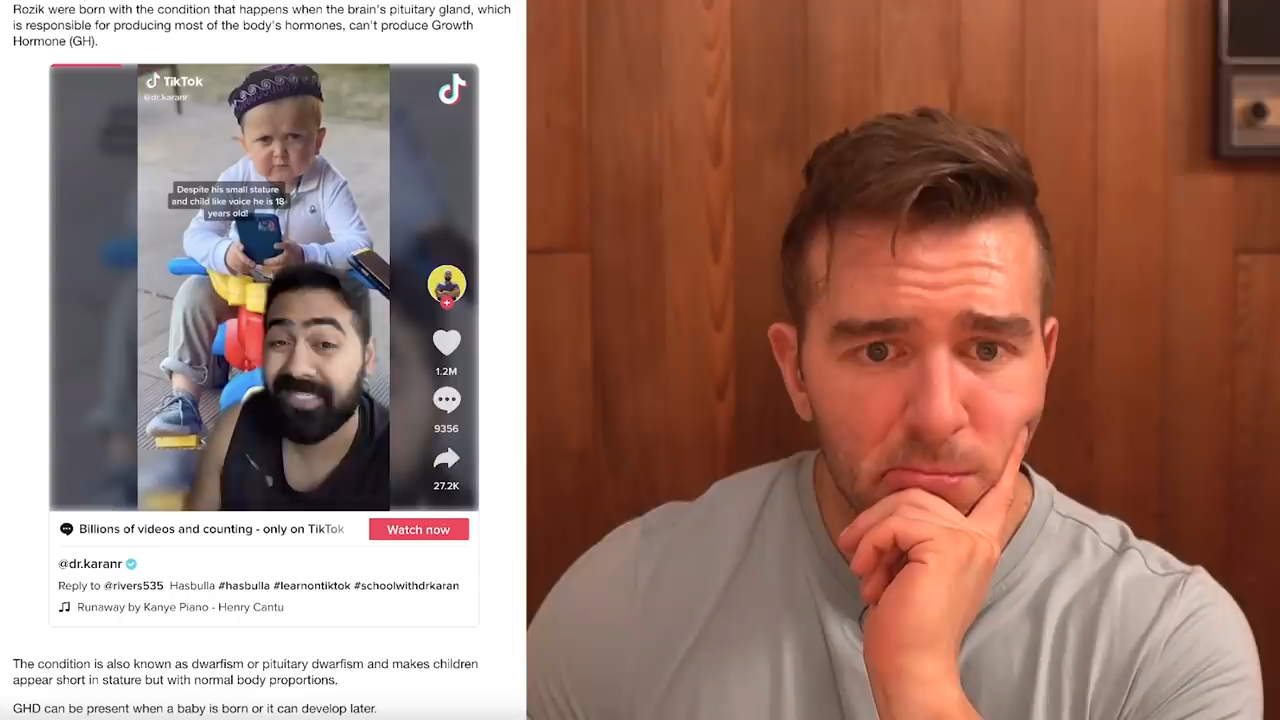 Rozik were born with the condition that happens when the brain's pituitary gland, which
is responsible for producing most of the body's hormones, can't produce Growth
Hormone (GH).
TikTok
@dr.karanr
Despite his small stature
and child like voice he is 18
years old!
1.2M
9356
27.2K
Billions of videos and counting - only on TikTok
Watch now
@dr.karanr
Reply to @rivers535 Hasbulla #hasbulla #learnontiktok #schoolwithdrkaran
Runaway by Kanye Piano - Henry Cantu
The condition is also known as dwarfism or pituitary dwarfism and makes children
appear short in stature but with normal body proportions.
GHD can be present when a baby is born or it can develop later.